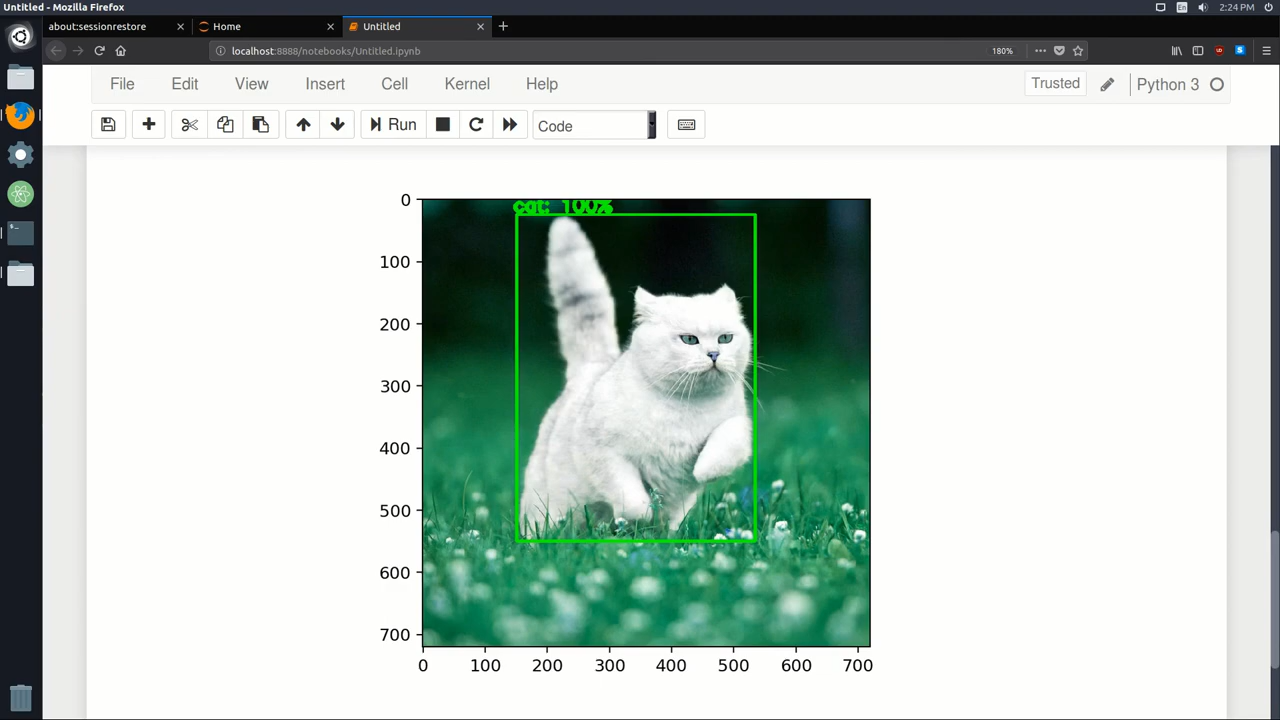 Untitled - Mozilla Firefox
En
2:24 PM
about:sessionrestore
Home
Untitled
localhost:8888/notebooks/Untitled.ipynb
180%
File Edit View Insert Cell Kernel Help
Trusted
Python 3
Run
Code
cat: 100%
0
100
200
300
400
500
600
700
0 100 200 300 400 500 600 700